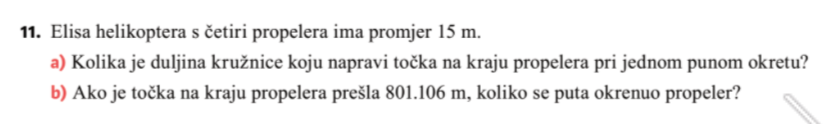 11. Elisa helikoptera s četiri propelera ima promjer 15 m.
a) Kolika je duljina kružnice koju napravi točka na kraju propelera pri jednom punom okretu?
b) Ako je točka na kraju propelera prešla 801.106 m, koliko se puta okrenuo propeler?